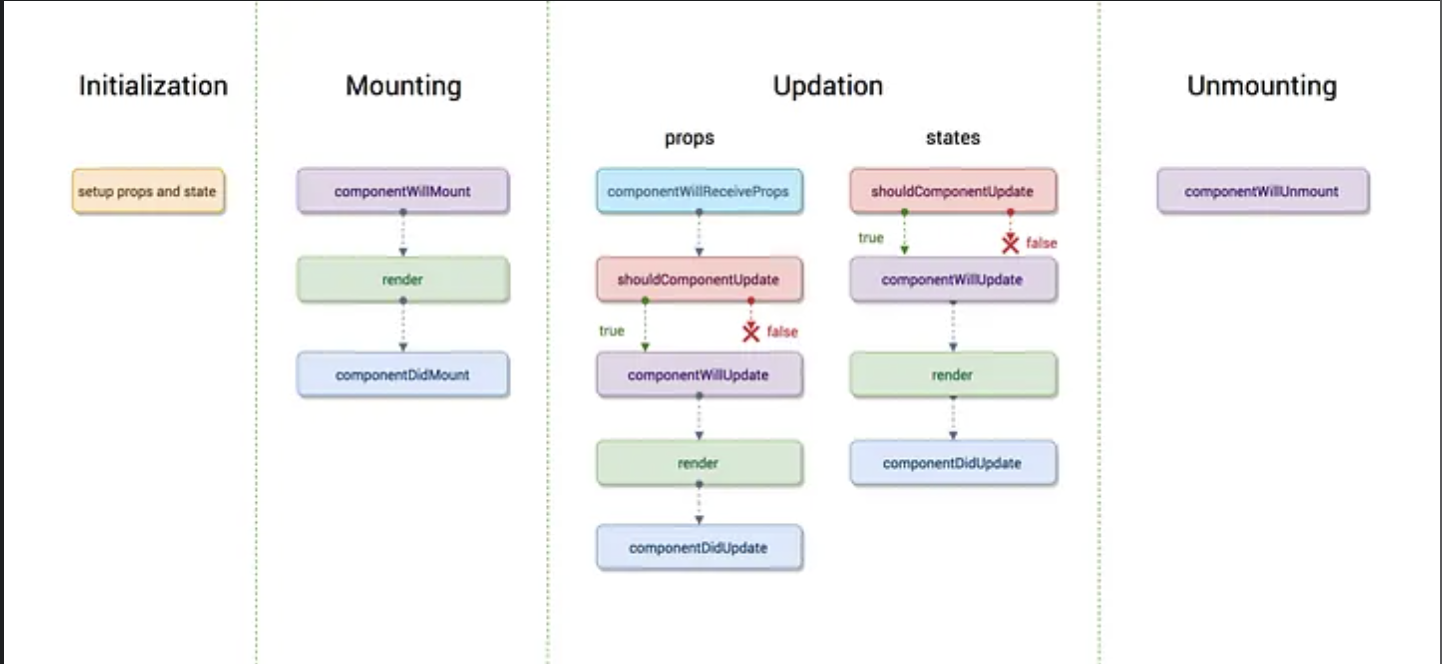 Initialization
setup props and state
Mounting
componentWillMount
render
componentDidMount
Updation
props
componentWillReceiveProps
shouldComponentUpdate
true
false
componentWillUpdate
render
componentDidUpdate
states
shouldComponentUpdate
true
false
componentWillUpdate
render
componentDidUpdate
Unmounting
componentWillUnmount